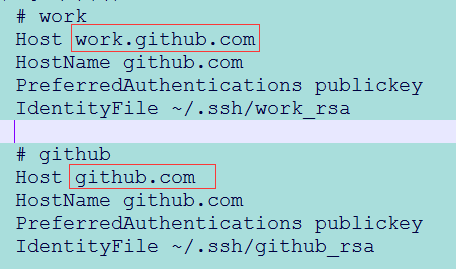 # work
Host work.github.com
HostName github.com
PreferredAuthentications publickey
IdentityFile ~/.ssh/work_rsa
# github
Host github.com
HostName github.com
PreferredAuthentications publickey
IdentityFile ~/.ssh/github_rsa